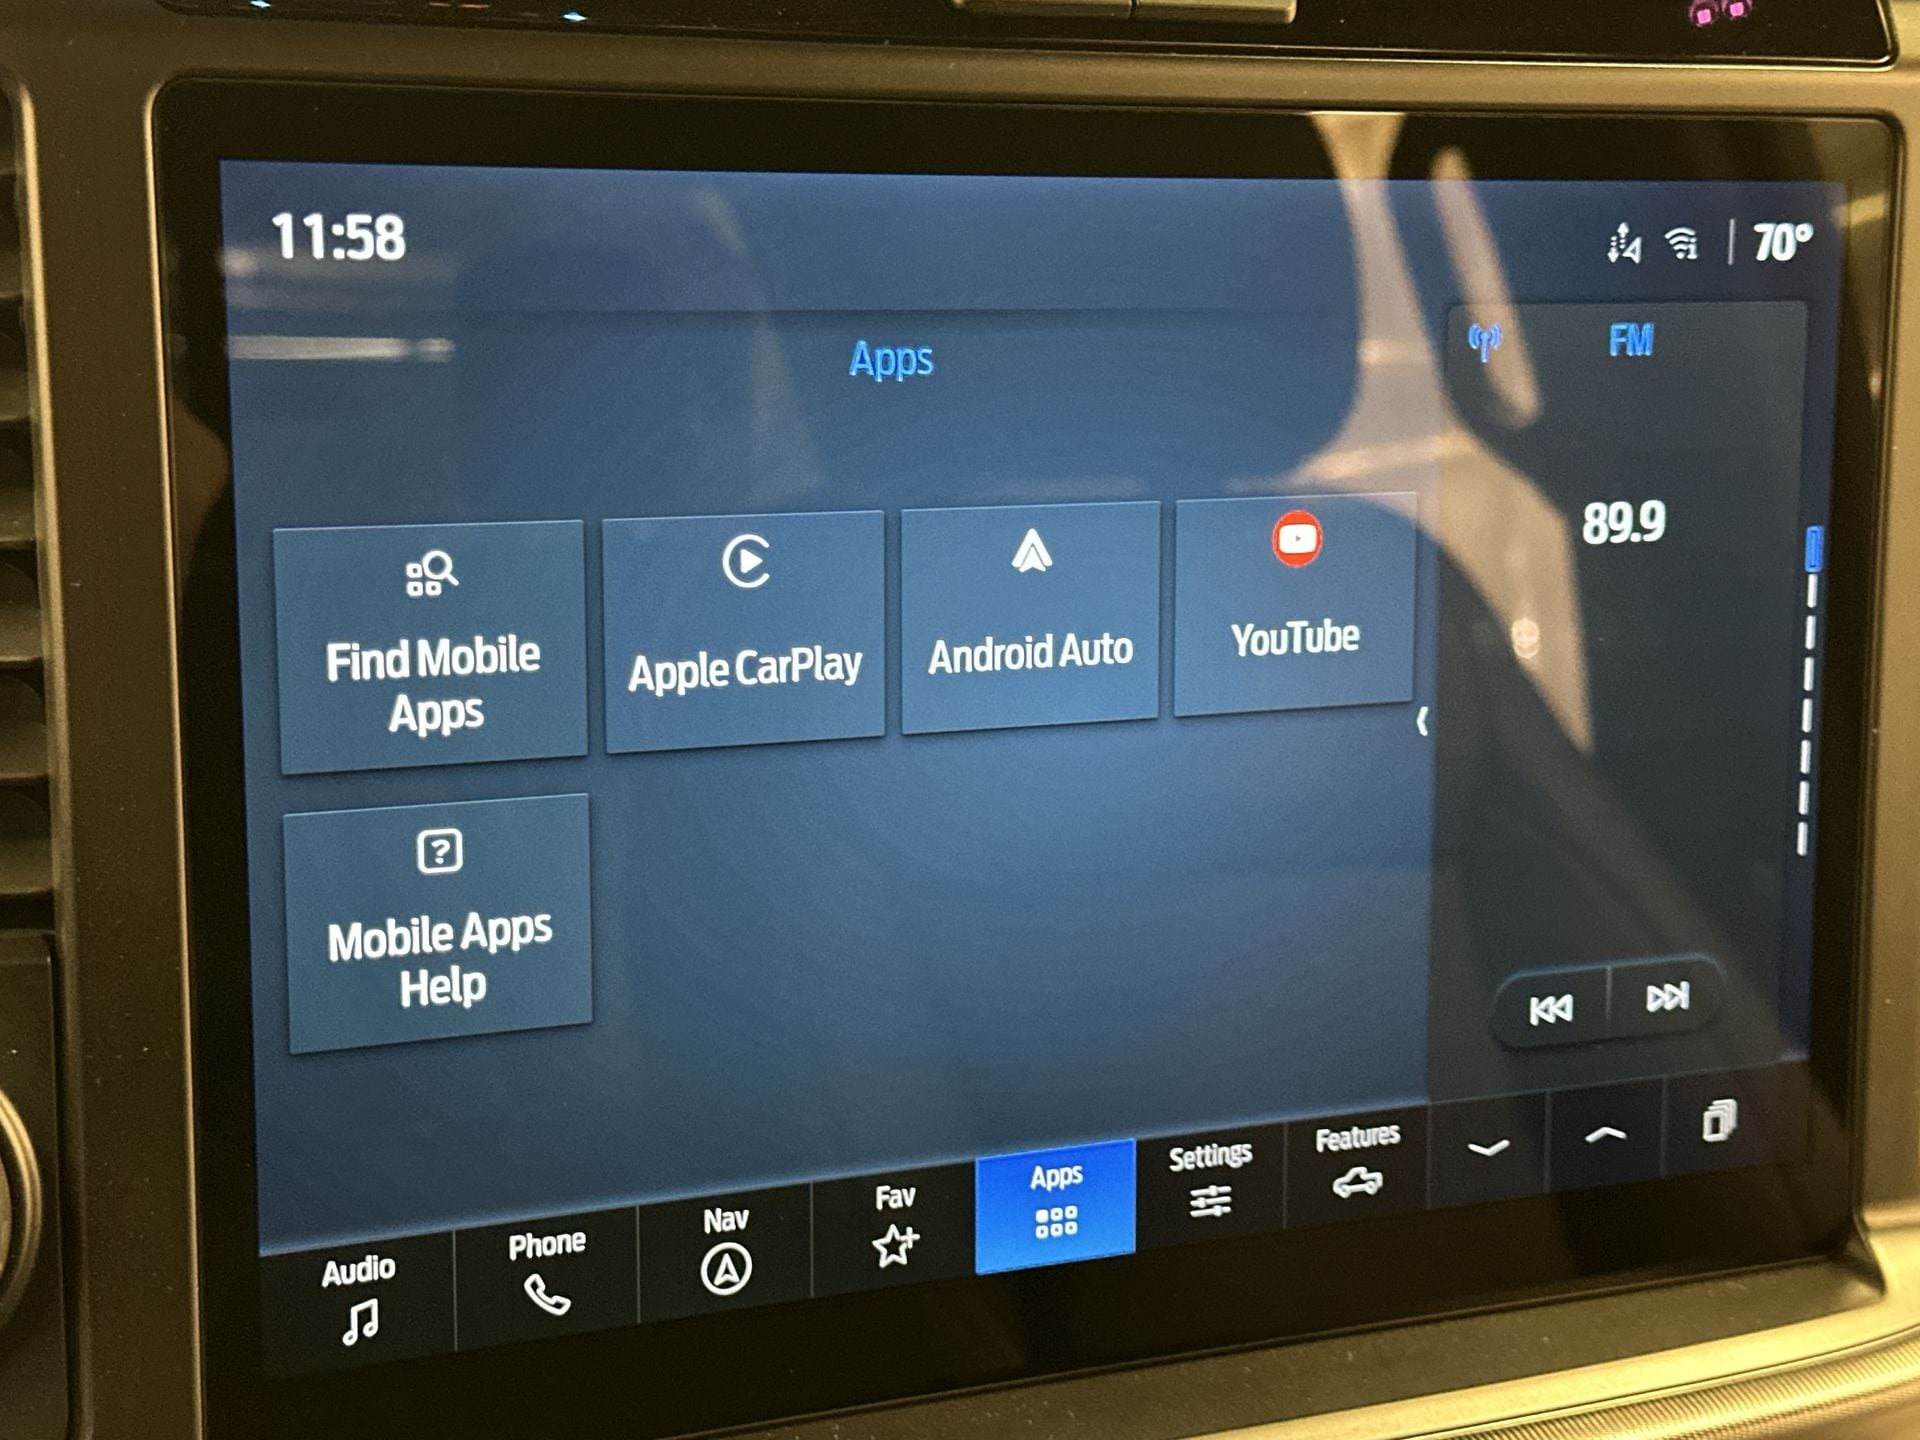 11:58
70°
Apps
FM
89.9
Find Mobile
Apps
Apple CarPlay
Android Auto
YouTube
?
Mobile Apps
Help
Audio
Phone
Nav
Fav
Apps
Settings
Features